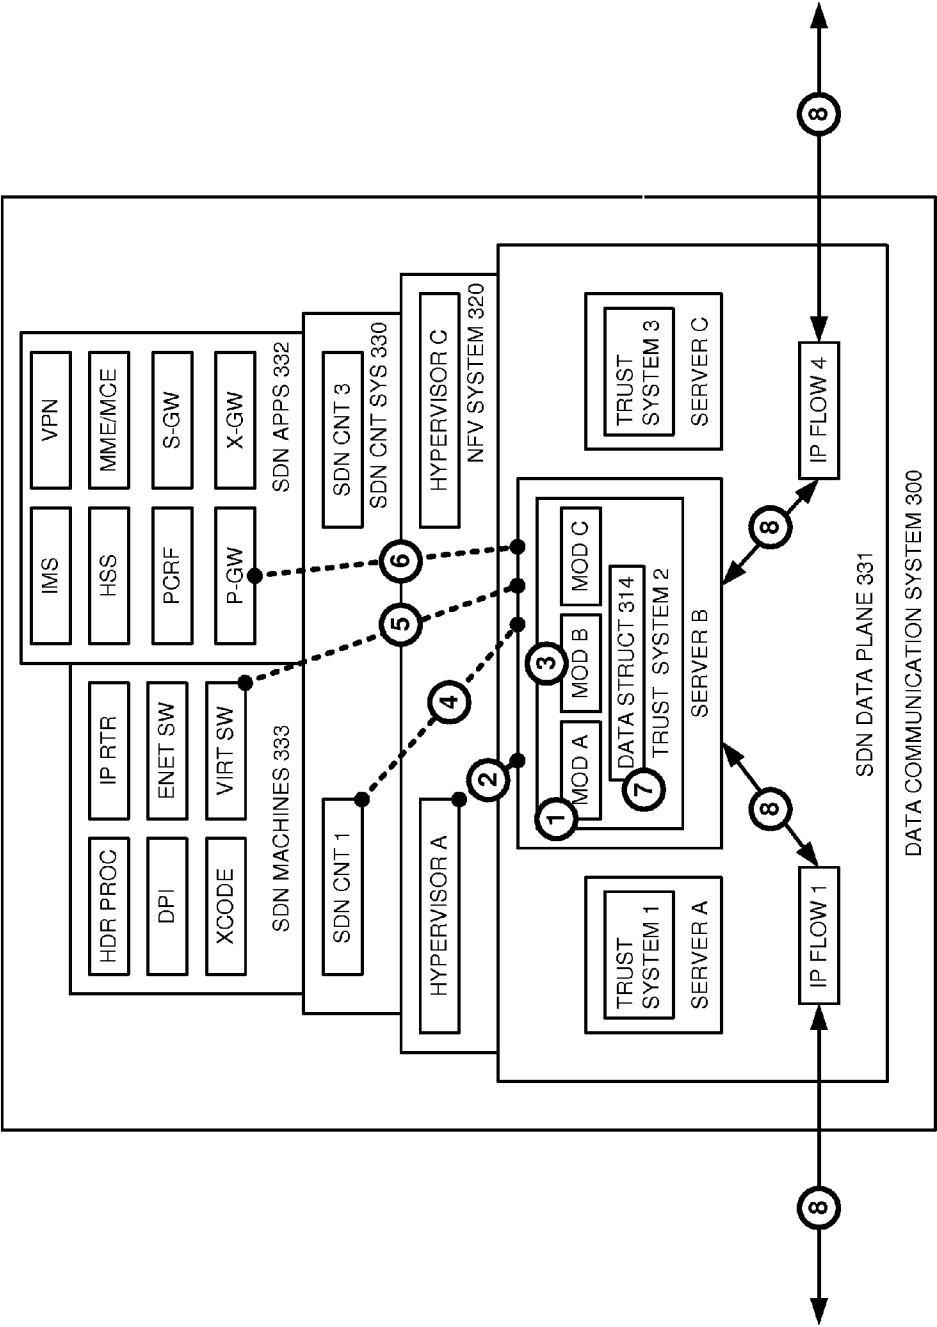 HDR PROC
IP RTR
IMS
VPN
DPI
ENET SW
HSS
MME/MCE
XCODE
VIRT SW
PCRF
S-GW
P-GW
X-GW
SDN MACHINES 333
SDN APPS 332
SDN CNT 1
SDN CNT 3
SDN CNT SYS 330
HYPERVISOR A
HYPERVISOR C
NFV SYSTEM 320
4
5
6
2
1
3
7
MOD A
MOD B
MOD C
DATA STRUCT 314
TRUST SYSTEM 2
SERVER B
TRUST
SYSTEM 1
SERVER A
TRUST
SYSTEM 3
SERVER C
8
8
8
8
IP FLOW 1
IP FLOW 4
SDN DATA PLANE 331
DATA COMMUNICATION SYSTEM 300